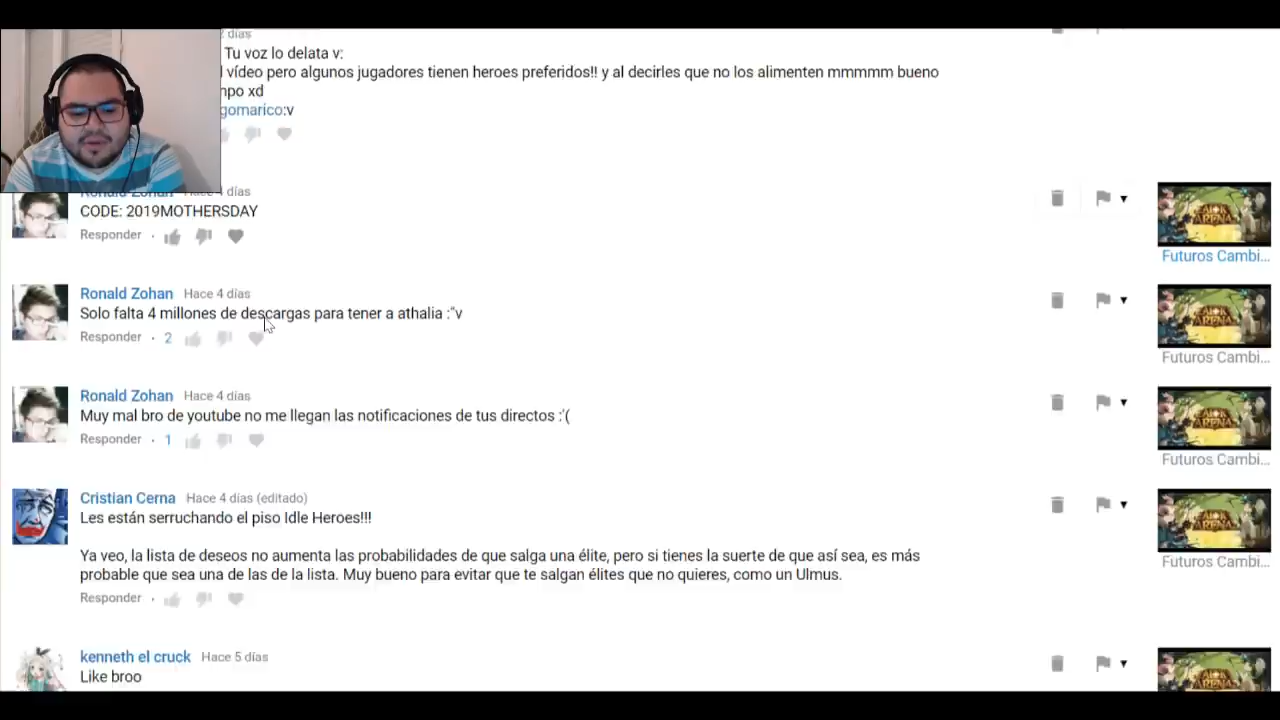 días
Tu voz lo delata v:
vídeo pero algunos jugadores tienen heroes preferidos!! y al decirles que no los alimenten mmmmm bueno
xd
gomarico:v
Ronald Zohan Hace 4 días
CODE: 2019MOTHERSDAY
Responder
Futuros Cambi...
Ronald Zohan Hace 4 días
Solo falta 4 millones de descargas para tener a athalia :"v
Responder · 2
Futuros Cambi...
Ronald Zohan Hace 4 días
Muy mal bro de youtube no me llegan las notificaciones de tus directos :'(
Responder · 1
Futuros Cambi...
Cristian Cerna Hace 4 días (editado)
Les están serruchando el piso Idle Heroes!!!
Ya veo, la lista de deseos no aumenta las probabilidades de que salga una élite, pero si tienes la suerte de que así sea, es más
probable que sea una de las de la lista. Muy bueno para evitar que te salgan élites que no quieres, como un Ulmus.
Responder ·
Futuros Cambi...
kenneth el cruck Hace 5 días
Like broo